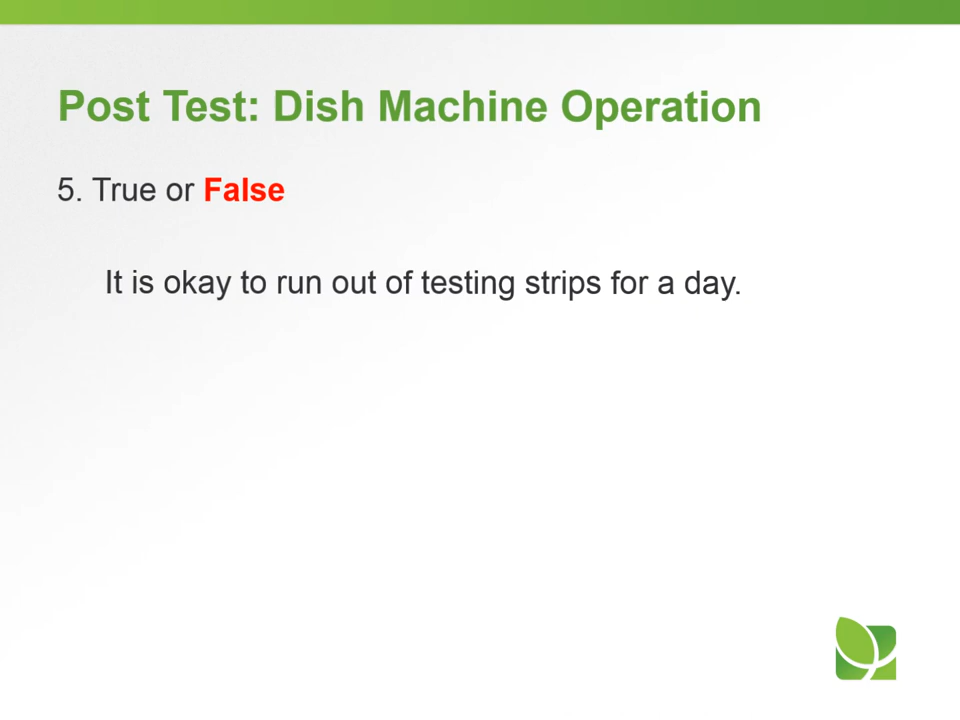 Post Test: Dish Machine Operation
5. True or False
It is okay to run out of testing strips for a day.